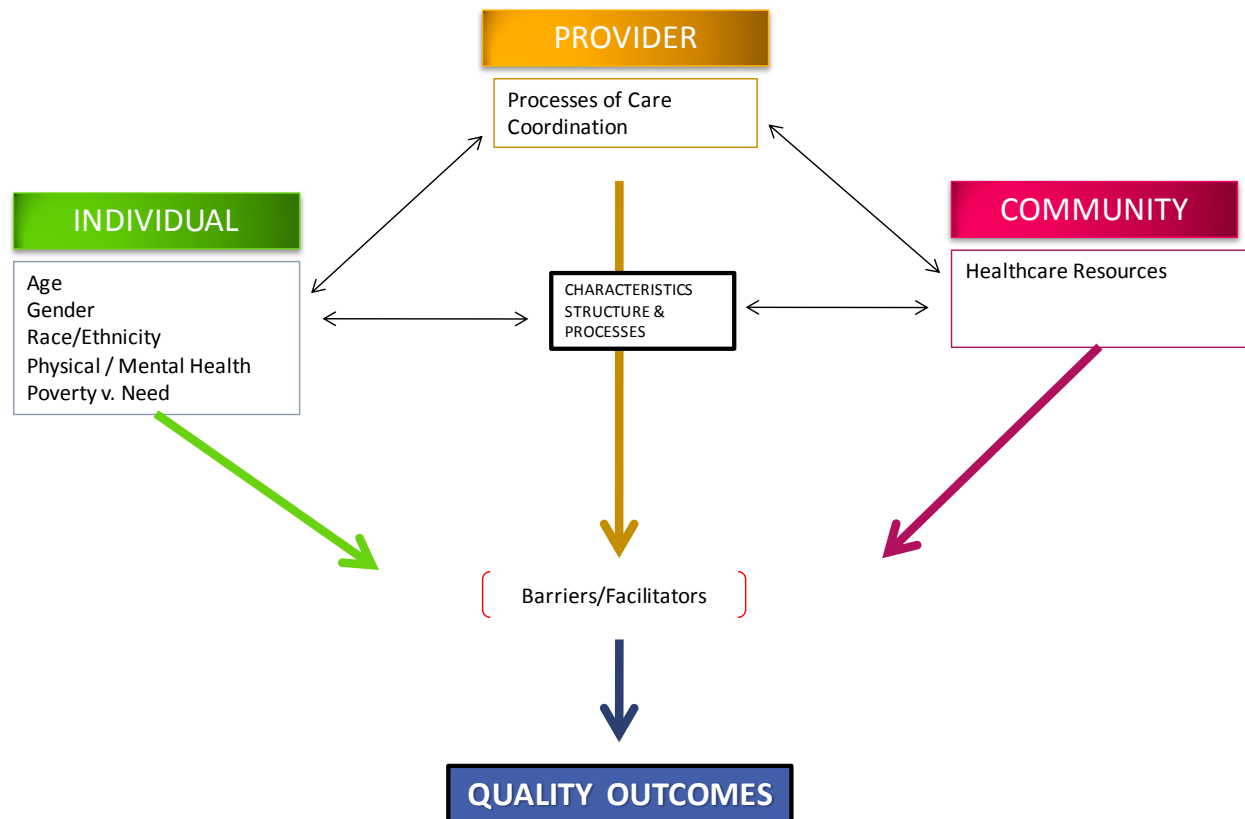 PROVIDER
Processes of Care
Coordination
INDIVIDUAL
Age
Gender
Race/Ethnicity
Physical / Mental Health
Poverty v. Need
CHARACTERISTICS
STRUCTURE &
PROCESSES
COMMUNITY
Healthcare Resources
Barriers/Facilitators
QUALITY OUTCOMES